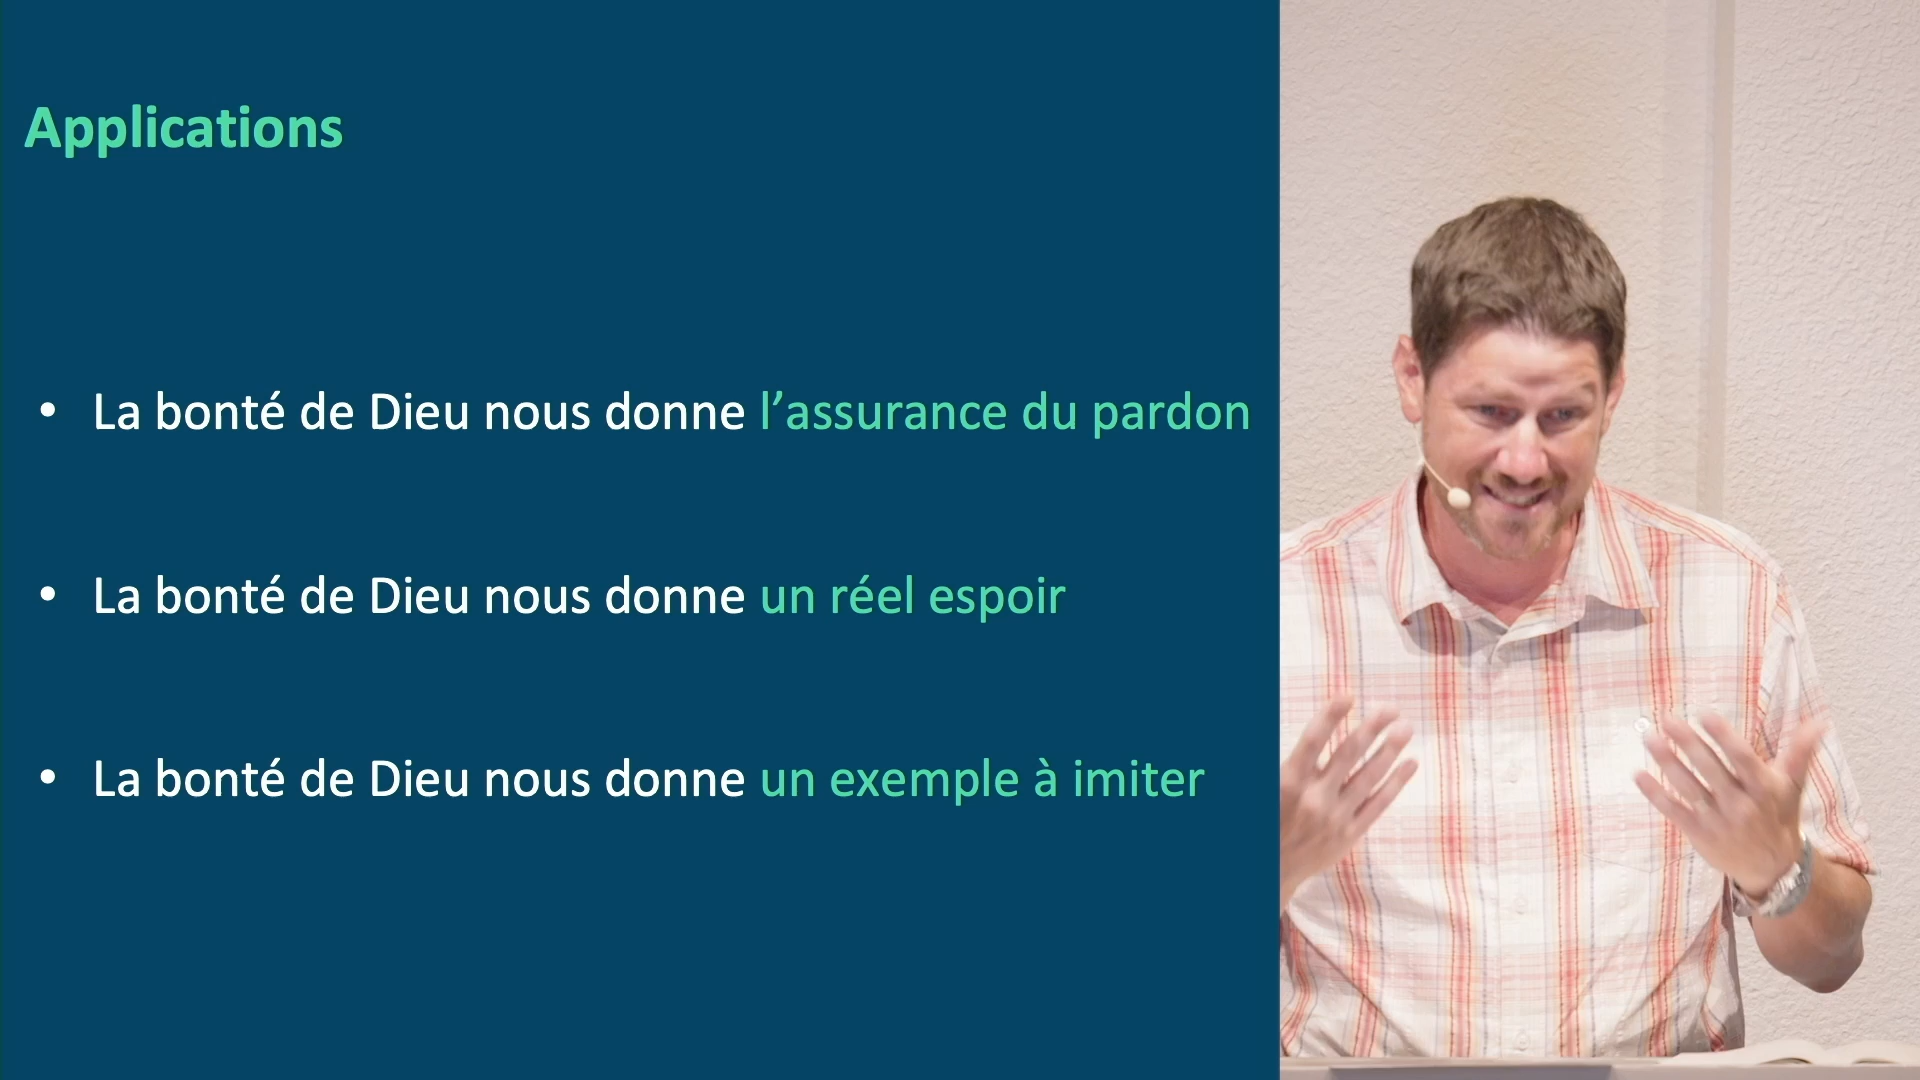 Applications
• La bonté de Dieu nous donne l’assurance du pardon
• La bonté de Dieu nous donne un réel espoir
• La bonté de Dieu nous donne un exemple à imiter